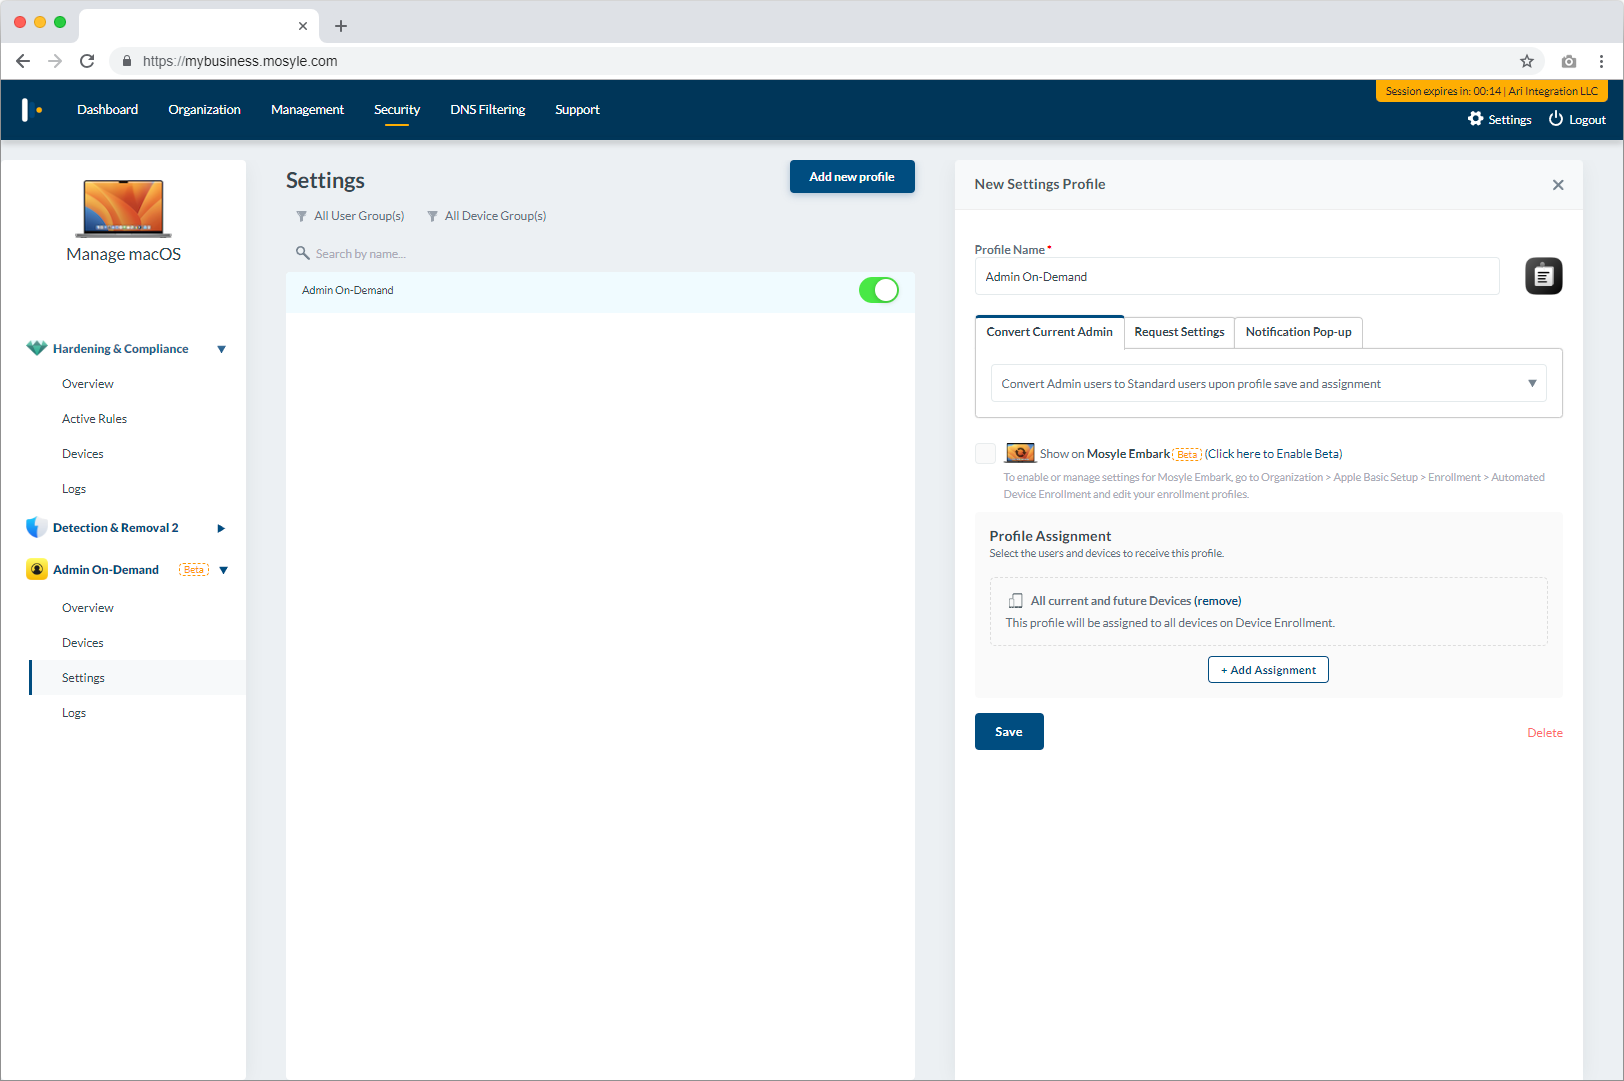 https://mybusiness.mosyle.com
Session expires in: 00:14 | Ari Integration LLC
Dashboard
Organization
Management
Security
DNS Filtering
Support
Settings
Logout
Manage macOS
Hardening & Compliance
Overview
Active Rules
Devices
Logs
Detection & Removal 2
Admin On-Demand Beta
Overview
Devices
Settings
Logs
Settings
Add new profile
All User Group(s)
All Device Group(s)
Search by name...
Admin On-Demand
New Settings Profile
Profile Name *
Admin On-Demand
Convert Current Admin
Request Settings
Notification Pop-up
Convert Admin users to Standard users upon profile save and assignment
Show on Mosyle Embark Beta (Click here to Enable Beta)
To enable or manage settings for Mosyle Embark, go to Organization > Apple Basic Setup > Enrollment > Automated
Device Enrollment and edit your enrollment profiles.
Profile Assignment
Select the users and devices to receive this profile.
All current and future Devices (remove)
This profile will be assigned to all devices on Device Enrollment.
+ Add Assignment
Save
Delete